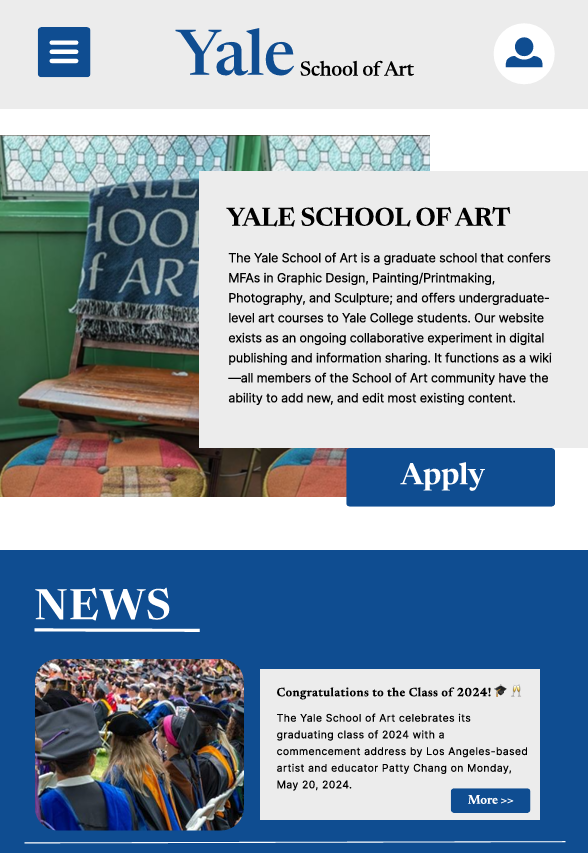 Yale School of Art
ALL
HOOL
of ART
YALE SCHOOL OF ART
The Yale School of Art is a graduate school that confers
MFAs in Graphic Design, Painting/Printmaking,
Photography, and Sculpture; and offers undergraduate-
level art courses to Yale College students. Our website
exists as an ongoing collaborative experiment in digital
publishing and information sharing. It functions as a wiki
—all members of the School of Art community have the
ability to add new, and edit most existing content.
Apply
NEWS
Congratulations to the Class of 2024! 🎓 🥂
The Yale School of Art celebrates its
graduating class of 2024 with a
commencement address by Los Angeles-based
artist and educator Patty Chang on Monday,
May 20, 2024.
More >>